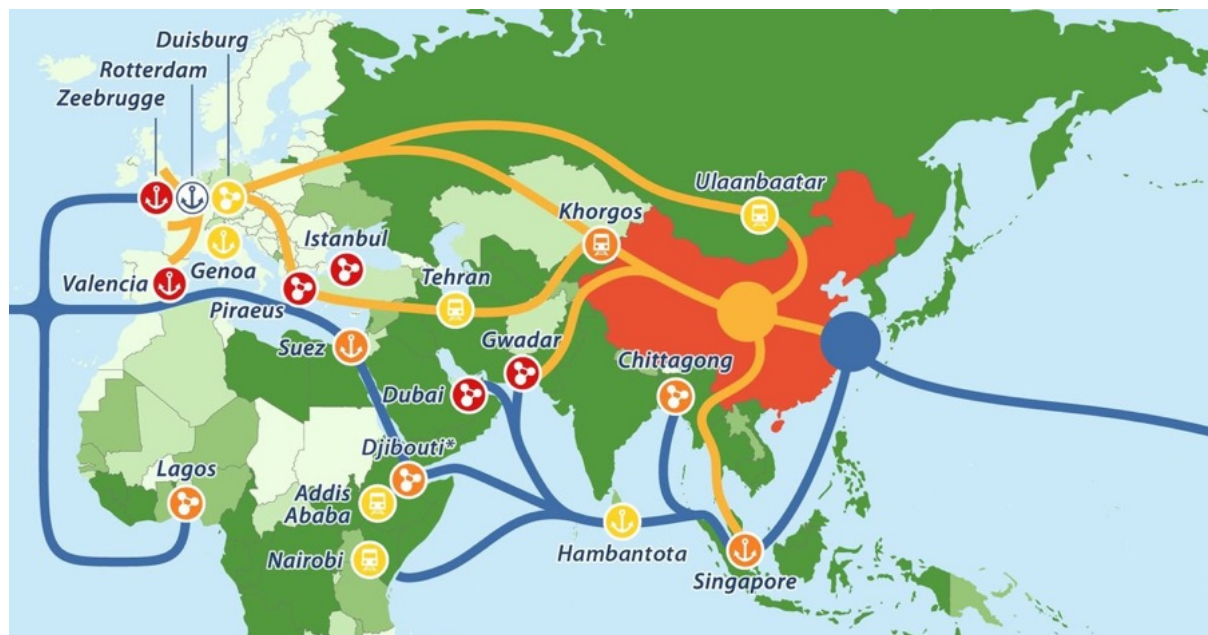 Duisburg
Rotterdam
Zeebrugge
Ulaanbaatar
Khorgos
Istanbul
Genoa
Tehran
Valencia
Piraeus
Suez
Gwadar
Chittagong
Dubai
Djibouti*
Lagos
Addis
Ababa
Nairobi
Hambantota
Singapore